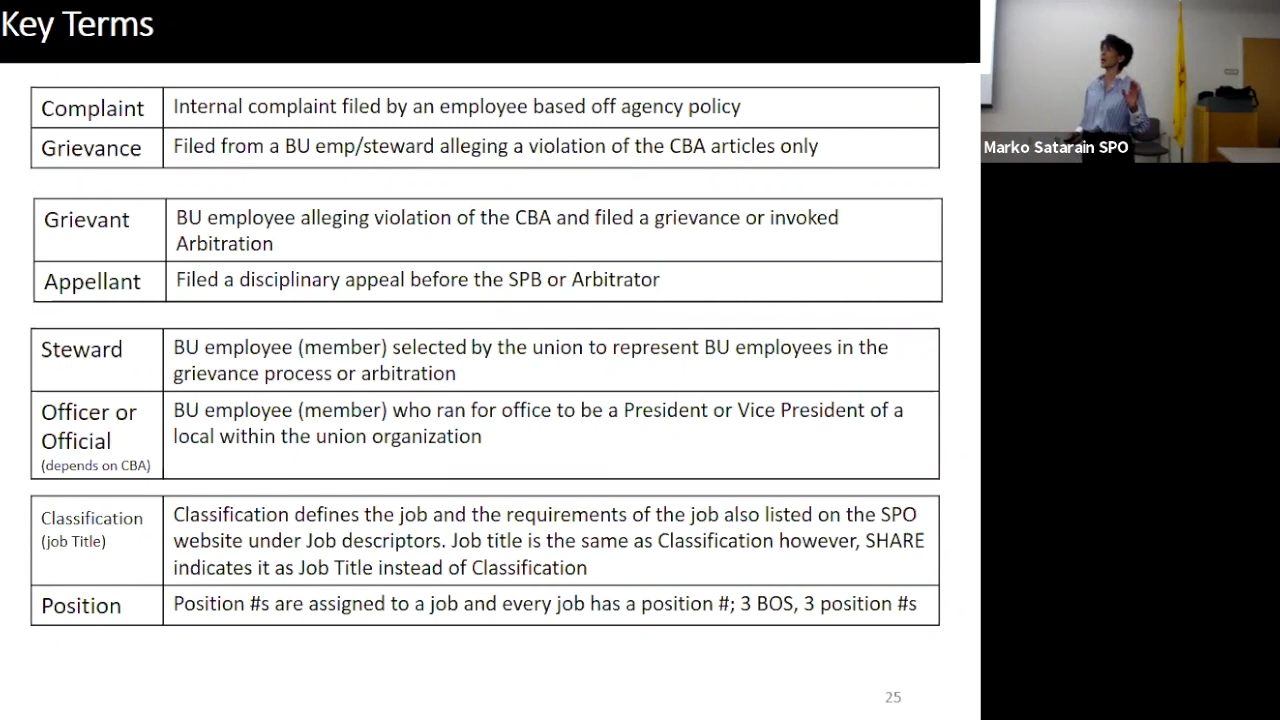 Key Terms
Complaint
Internal complaint filed by an employee based off agency policy
Grievance
Filed from a BU emp/steward alleging a violation of the CBA articles only
Grievant
BU employee alleging violation of the CBA and filed a grievance or invoked
Arbitration
Appellant
Filed a disciplinary appeal before the SPB or Arbitrator
Steward
BU employee (member) selected by the union to represent BU employees in the
grievance process or arbitration
Officer or
Official
(depends on CBA)
BU employee (member) who ran for office to be a President or Vice President of a
local within the union organization
Classification
(job Title)
Classification defines the job and the requirements of the job also listed on the SPO
website under Job descriptors. Job title is the same as Classification however, SHARE
indicates it as Job Title instead of Classification
Position
Position #s are assigned to a job and every job has a position #; 3 BOS, 3 position #s
25
Marko Satarain SPO